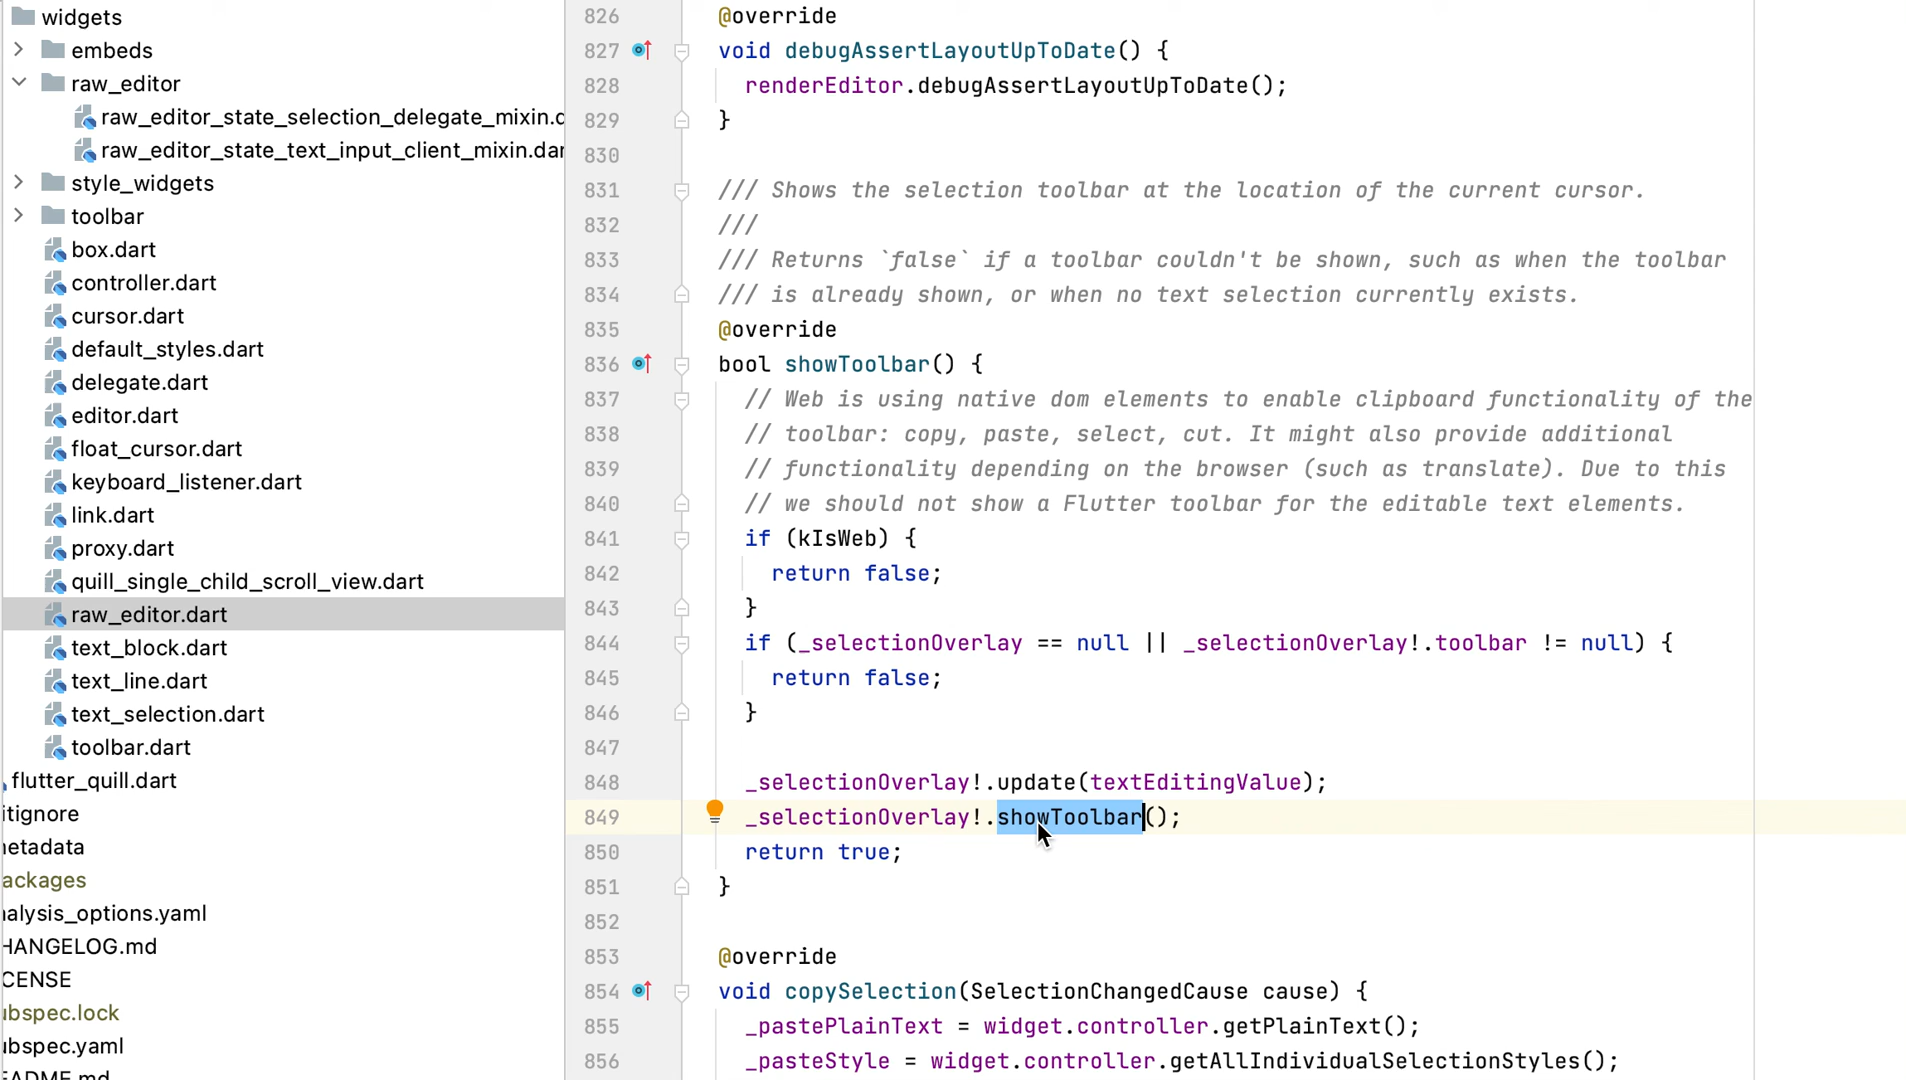 widgets
embeds
raw_editor
raw_editor_state_selection_delegate_mixin.d
raw_editor_state_text_input_client_mixin.dar
style_widgets
toolbar
box.dart
controller.dart
cursor.dart
default_styles.dart
delegate.dart
editor.dart
float_cursor.dart
keyboard_listener.dart
link.dart
proxy.dart
quill_single_child_scroll_view.dart
raw_editor.dart
text_block.dart
text_line.dart
text_selection.dart
toolbar.dart
flutter_quill.dart
itignore
etadata
ackages
alysis_options.yaml
HANGELOG.md
CENSE
ubspec.lock
ubspec.yaml
EADME.md
826 @override
827 void debugAssertLayoutUpToDate() {
828 renderEditor.debugAssertLayoutUpToDate();
829 }
830
831 /// Shows the selection toolbar at the location of the current cursor.
832 ///
833 /// Returns `false` if a toolbar couldn't be shown, such as when the toolbar
834 /// is already shown, or when no text selection currently exists.
835 @override
836 bool showToolbar() {
837 // Web is using native dom elements to enable clipboard functionality of the
838 // toolbar: copy, paste, select, cut. It might also provide additional
839 // functionality depending on the browser (such as translate). Due to this
840 // we should not show a Flutter toolbar for the editable text elements.
841 if (kIsWeb) {
842 return false;
843 }
844 if (_selectionOverlay == null || _selectionOverlay!.toolbar != null) {
845 return false;
846 }
847
848 _selectionOverlay!.update(textEditingValue);
849 _selectionOverlay!.showToolbar();
850 return true;
851 }
852
853 @override
854 void copySelection(SelectionChangedCause cause) {
855 _pastePlainText = widget.controller.getPlainText();
856 _pasteStyle = widget.controller.getAllIndividualSelectionStyles();